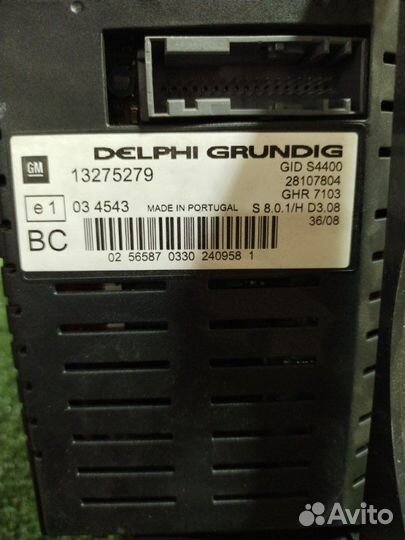 DELPHI GRUNDIG
GM 13275279 GID S4400
28107804
GHR 7103
e1 03 4543 MADE IN PORTUGAL S 8.0.1/H D3.08
BC 36/08
02 56587 0330 240958 1
Avito